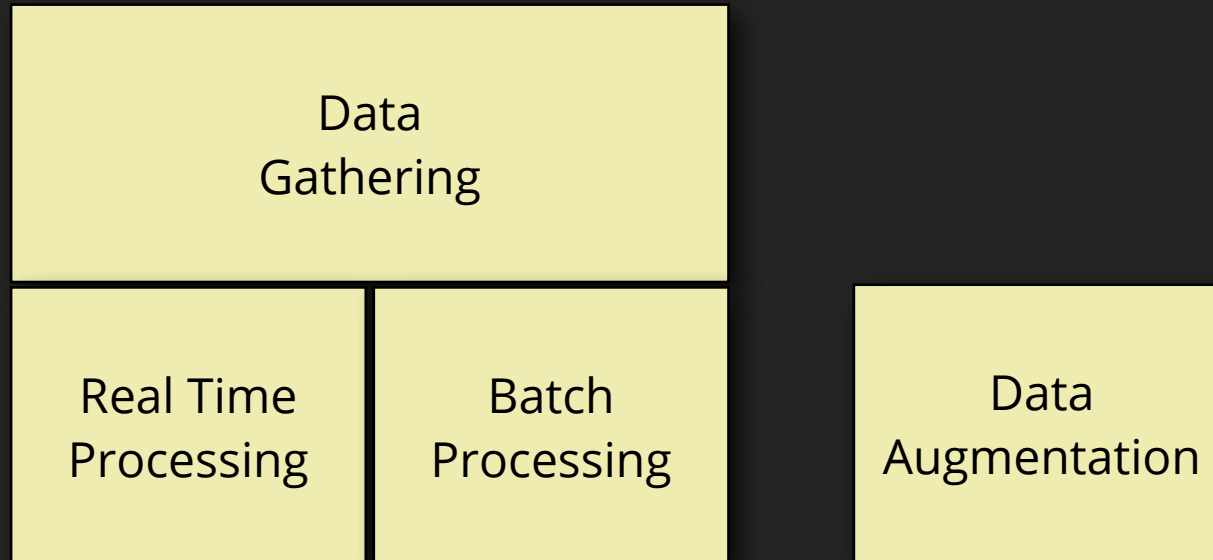 Data
Gathering
Real Time
Processing
Batch
Processing
Data
Augmentation